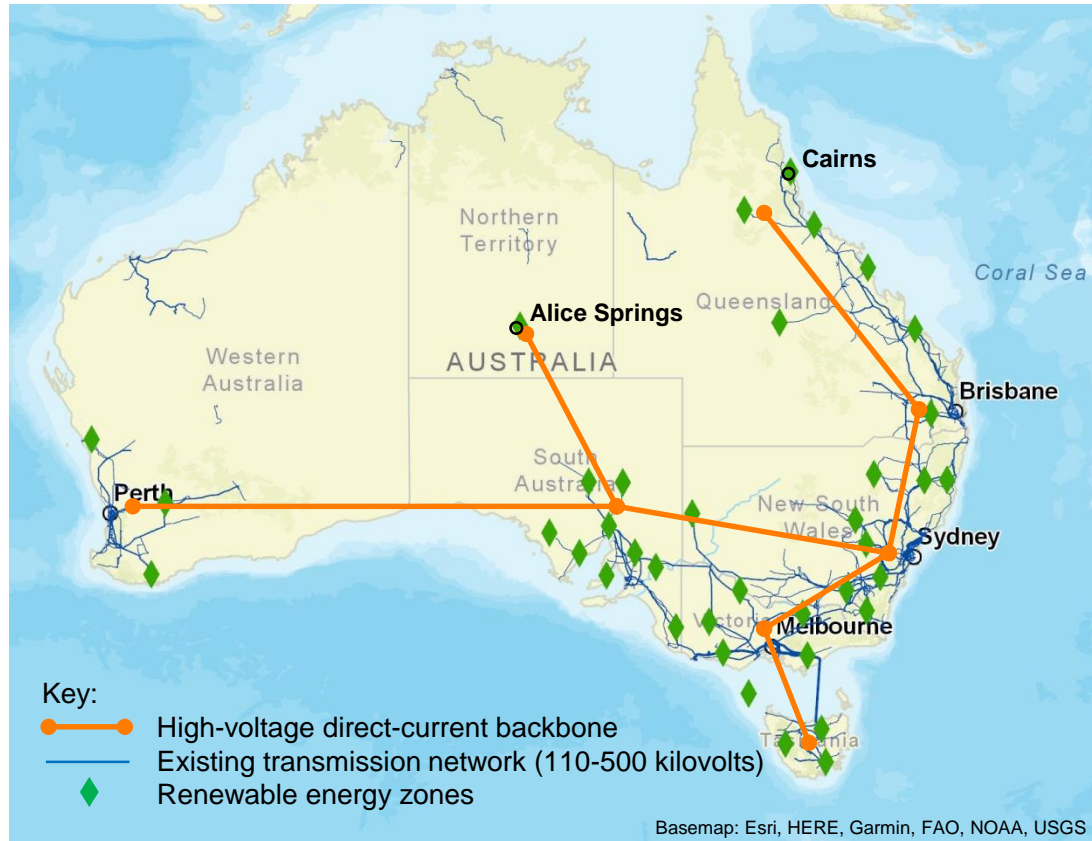 Cairns
Northern
Territory
Coral Sea
Queensland
Alice Springs
AUSTRALIA
Western
Australia
Brisbane
South
Australia
Perth
New South
Wales
Sydney
Victoria
Melbourne
Tasmania
Key:
High-voltage direct-current backbone
Existing transmission network (110-500 kilovolts)
Renewable energy zones
Basemap: Esri, HERE, Garmin, FAO, NOAA, USGS